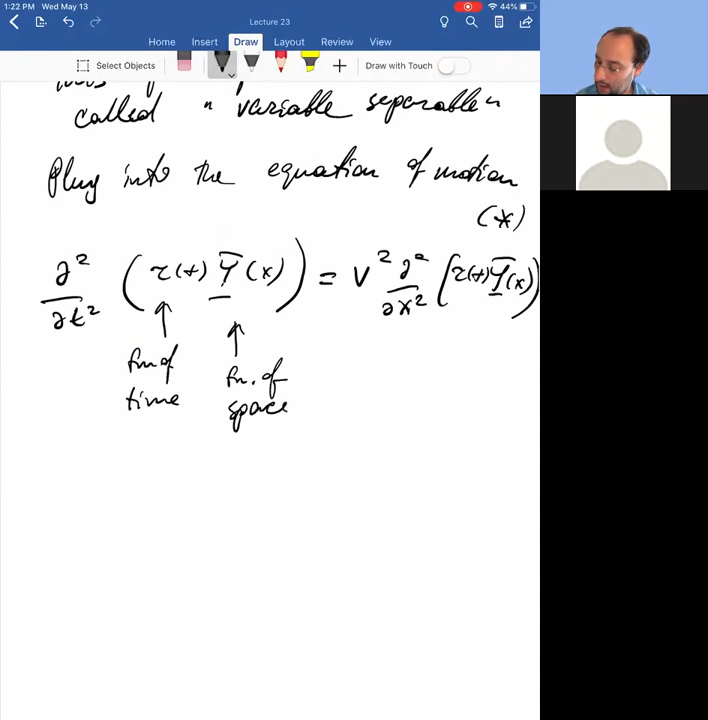 1:22 PM Wed May 13
44%
Lecture 23
Home Insert Draw Layout Review View
Select Objects
Draw with Touch
called " variable separable "
Plug into the equation of motion
(*)
∂²/∂t² (τ(t) Y(x)) = v² ∂²/∂x² [τ(t) Y(x)]
fn of
time
fn. of
space